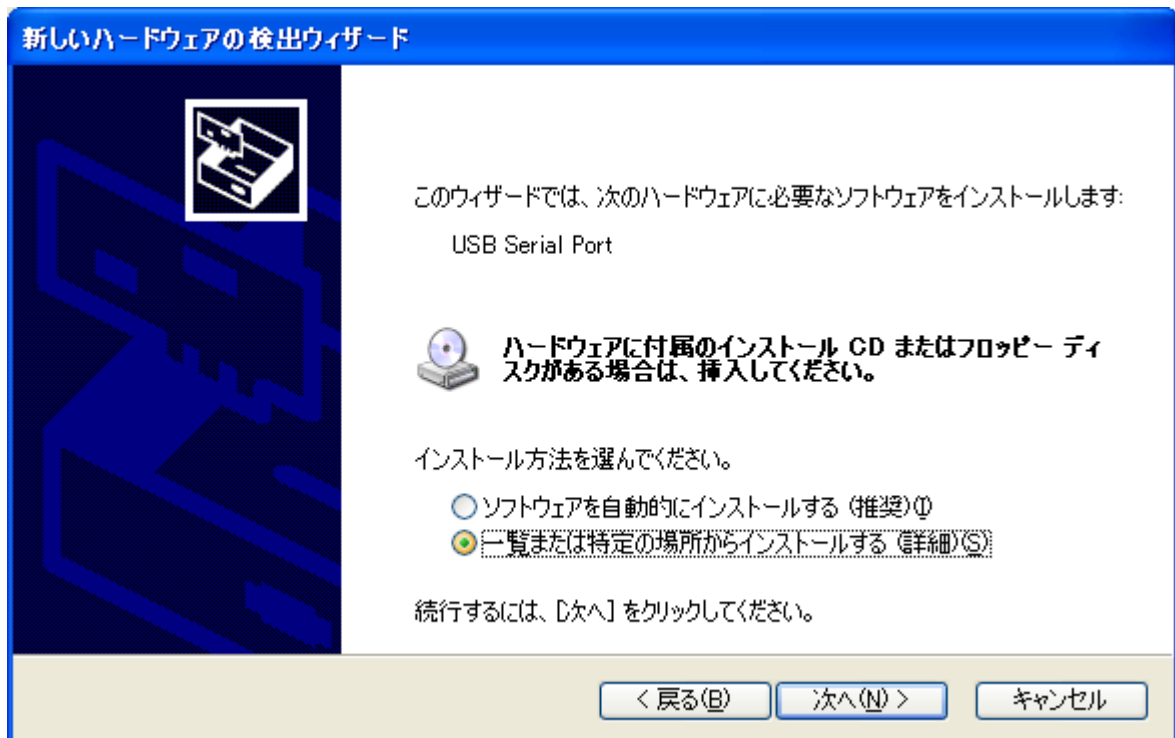 新しいハードウェアの検出ウィザード
このウィザードでは、次のハードウェアに必要なソフトウェアをインストールします:
USB Serial Port
ハードウェアに付属のインストール CD またはフロッピー ディ
スクがある場合は、挿入してください。
インストール方法を選んでください。
ソフトウェアを自動的にインストールする (推奨)(I)
一覧または特定の場所からインストールする (詳細)(S)
続行するには、[次へ] をクリックしてください。
< 戻る(B)
次へ(N) >
キャンセル